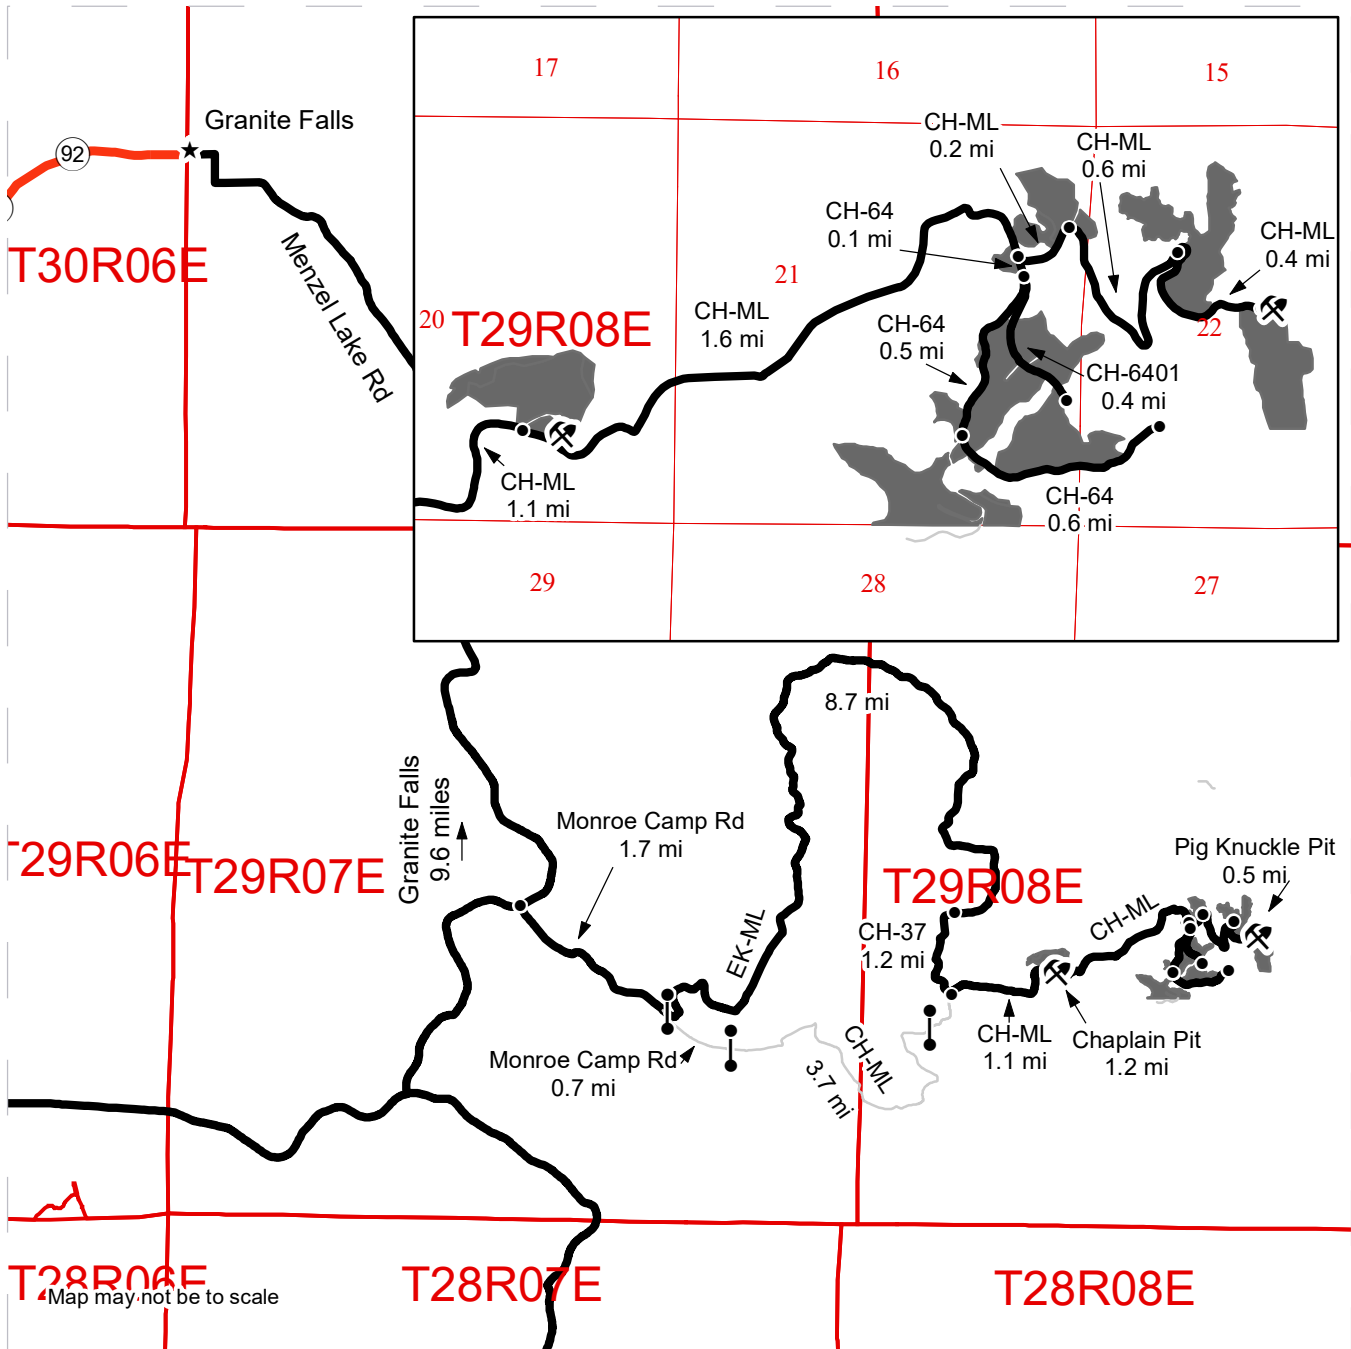 17
16
15
CH-ML
0.2 mi
CH-ML
0.6 mi
Granite Falls
92
CH-64
0.1 mi
CH-ML
0.4 mi
T30R06E
Menzel Lake Rd
21
20
T29R08E
CH-ML
1.6 mi
CH-64
0.5 mi
22
CH-6401
0.4 mi
CH-ML
1.1 mi
CH-64
0.6 mi
29
28
27
8.7 mi
Granite Falls
9.6 miles
Monroe Camp Rd
1.7 mi
T29R06E
T29R07E
T29R08E
Pig Knuckle Pit
0.5 mi
EK-ML
CH-37
1.2 mi
CH-ML
CH-ML
1.1 mi
Chaplain Pit
1.2 mi
Monroe Camp Rd
0.7 mi
CH-ML
3.7 mi
T28R06E
Map may not be to scale
T28R07E
T28R08E